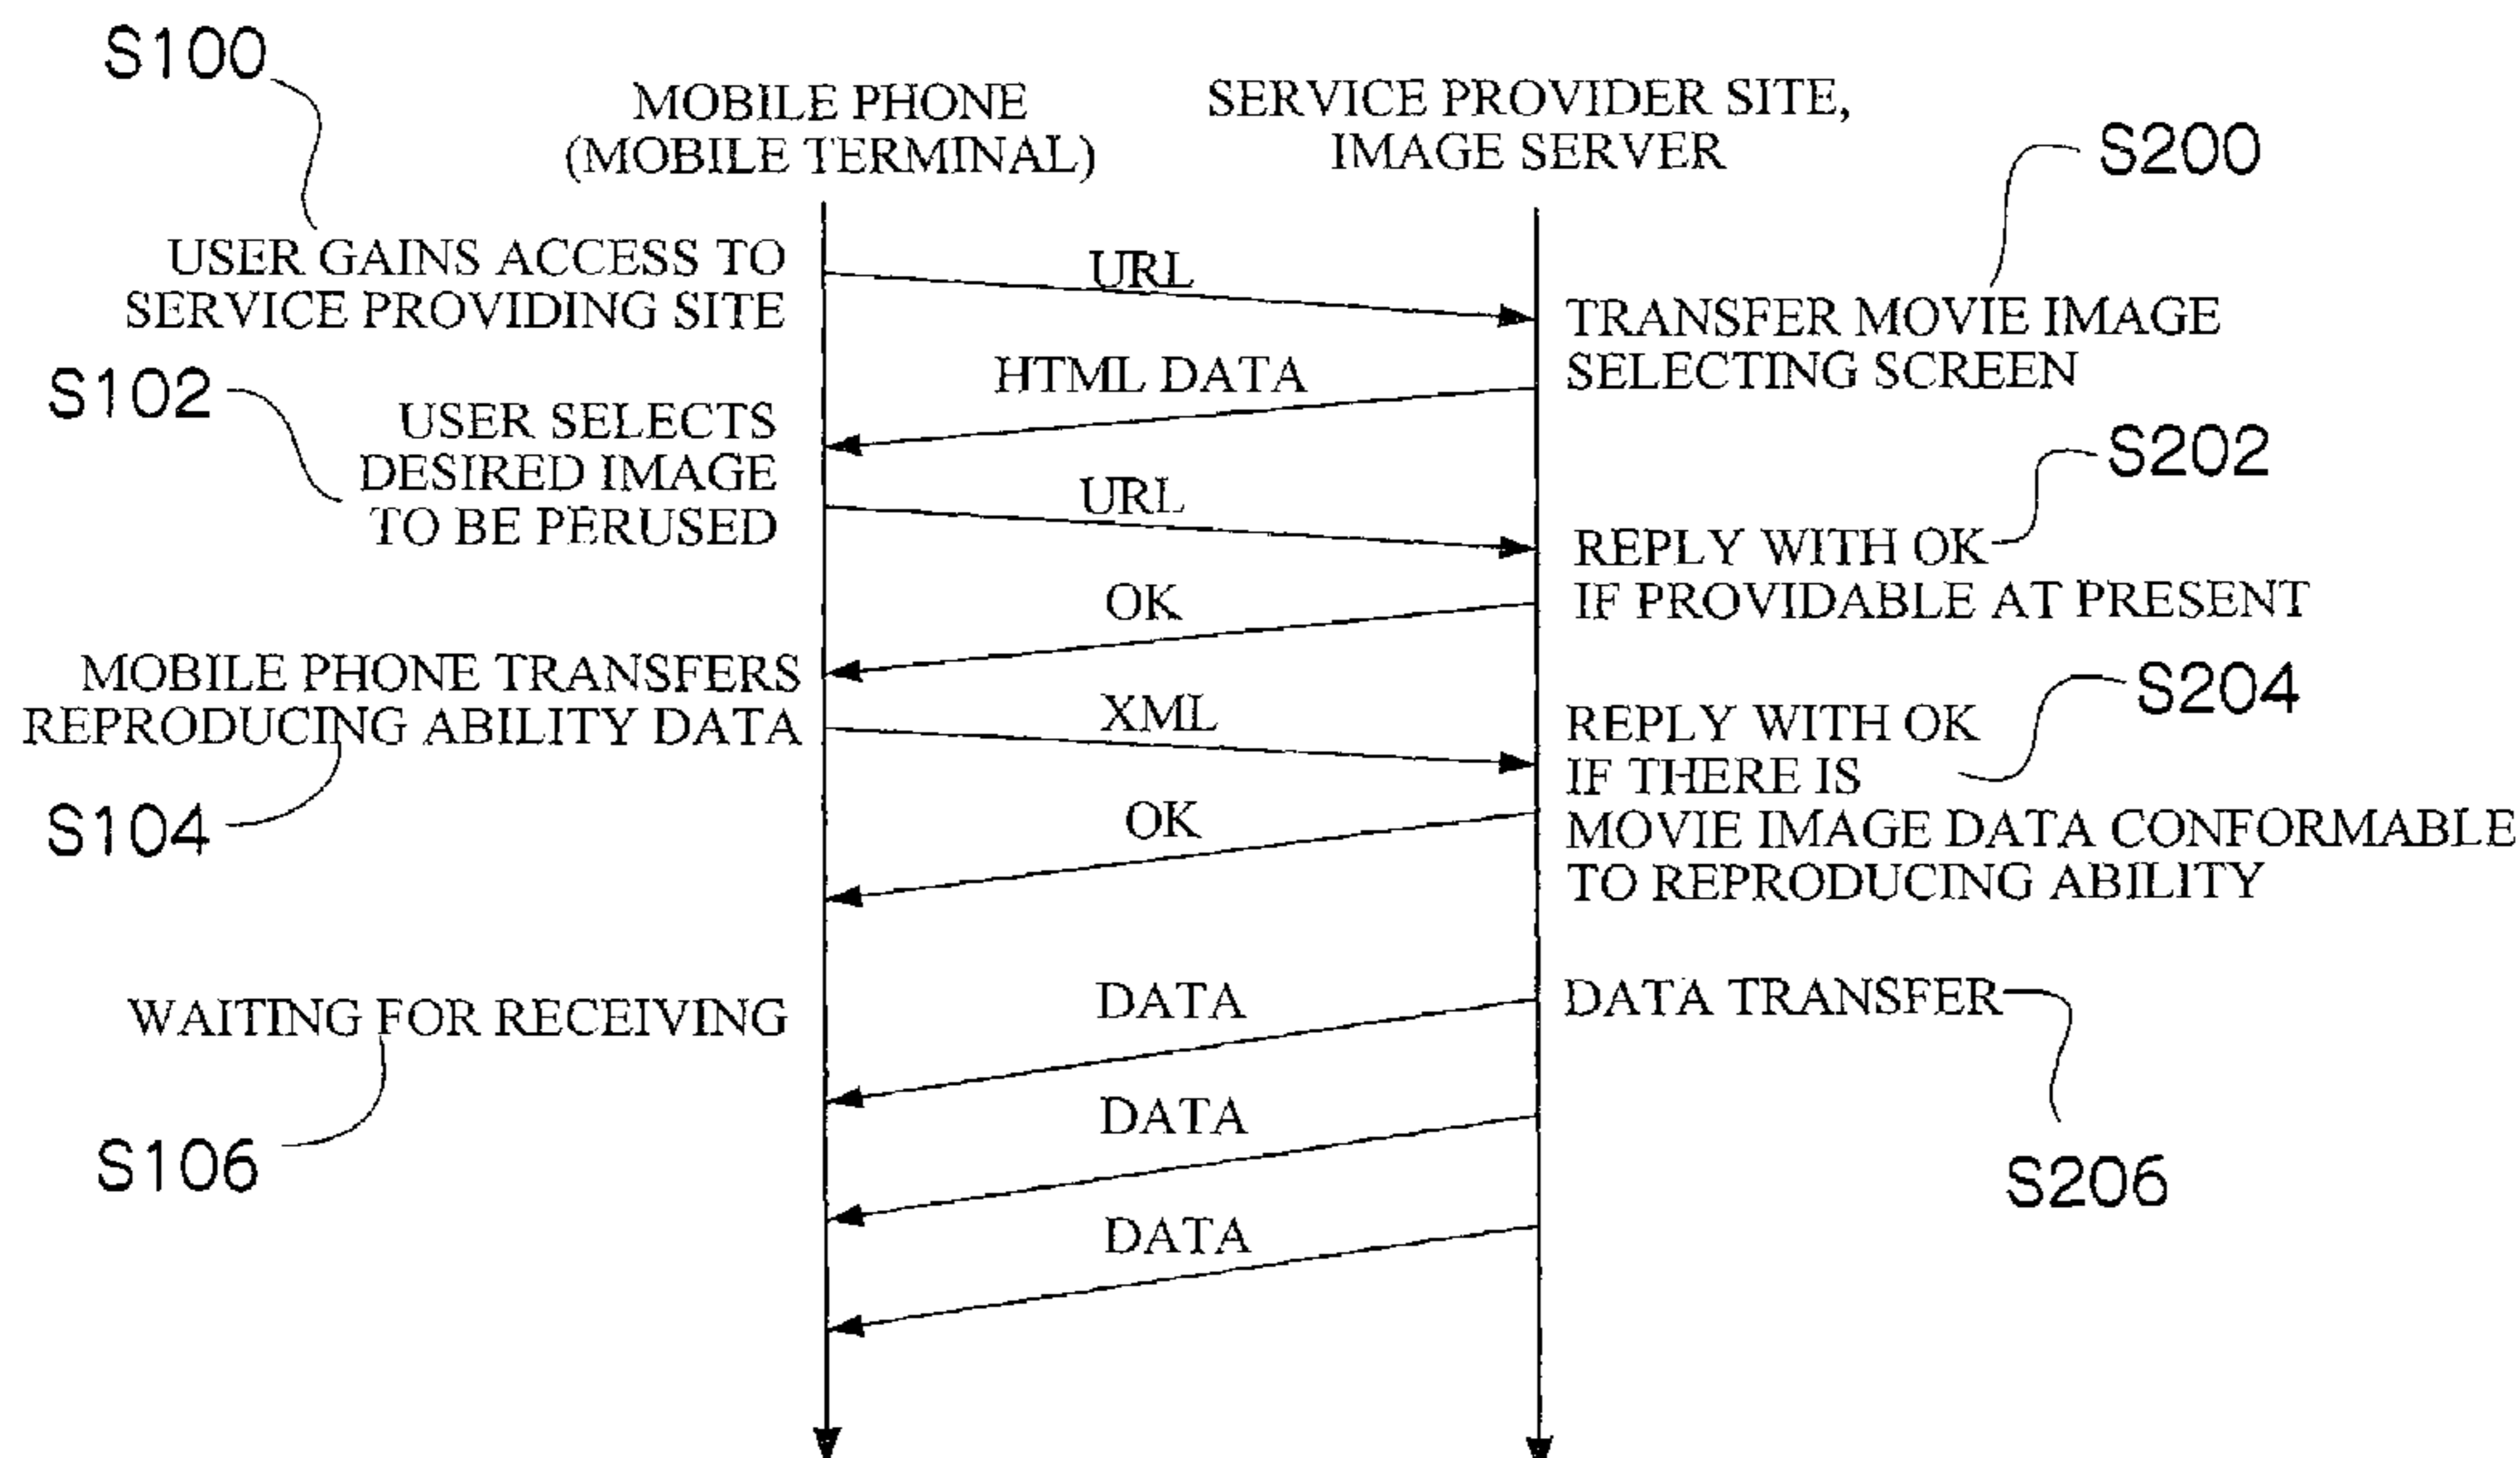 S100
MOBILE PHONE
(MOBILE TERMINAL)
SERVICE PROVIDER SITE,
IMAGE SERVER
S200
USER GAINS ACCESS TO
SERVICE PROVIDING SITE
URL
TRANSFER MOVIE IMAGE
SELECTING SCREEN
HTML DATA
S102
USER SELECTS
DESIRED IMAGE
TO BE PERUSED
S202
URL
REPLY WITH OK
IF PROVIDABLE AT PRESENT
OK
MOBILE PHONE TRANSFERS
REPRODUCING ABILITY DATA
S104
XML
S204
REPLY WITH OK
IF THERE IS
MOVIE IMAGE DATA CONFORMABLE
TO REPRODUCING ABILITY
OK
WAITING FOR RECEIVING
S106
DATA
DATA TRANSFER
S206
DATA
DATA